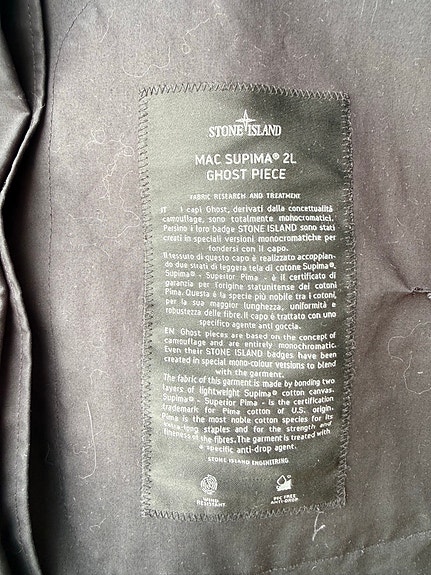 STONE ISLAND
MAC SUPIMA® 2L
GHOST PIECE
FABRIC RESEARCH AND TREATMENT
IT I capi Ghost, derivati dalla concettualità
camouflage, sono totalmente monocromatici.
Persino i loro badge STONE ISLAND sono stati
creati in speciali versioni monocromatiche per
fondersi con il capo.
Il tessuto di questo capo è realizzato accoppian-
do due strati di leggera tela di cotone Supima®.
Supima® - Superior Pima - è il certificato di
garanzia per l'origine statunitense del cotone
Pima. Questa è la specie più nobile tra i cotoni,
per la sua maggior lunghezza, uniformità e
robustezza delle fibre. Il capo è trattato con uno
specifico agente anti goccia.
EN Ghost pieces are based on the concept of
camouflage and are entirely monochromatic.
Even their STONE ISLAND badges have been
created in special mono-colour versions to blend
with the garment.
The fabric of this garment is made by bonding two
layers of lightweight Supima® cotton canvas.
Supima® - Superior Pima - is the certification
trademark for Pima cotton of U.S. origin.
Pima is the most noble cotton species for its
extra-long staples and for the strength and
fineness of the fibres. The garment is treated with
a specific anti-drop agent.
STONE ISLAND ENGINEERING
WIND
RESISTANT
PFC FREE
ANTI-DROP